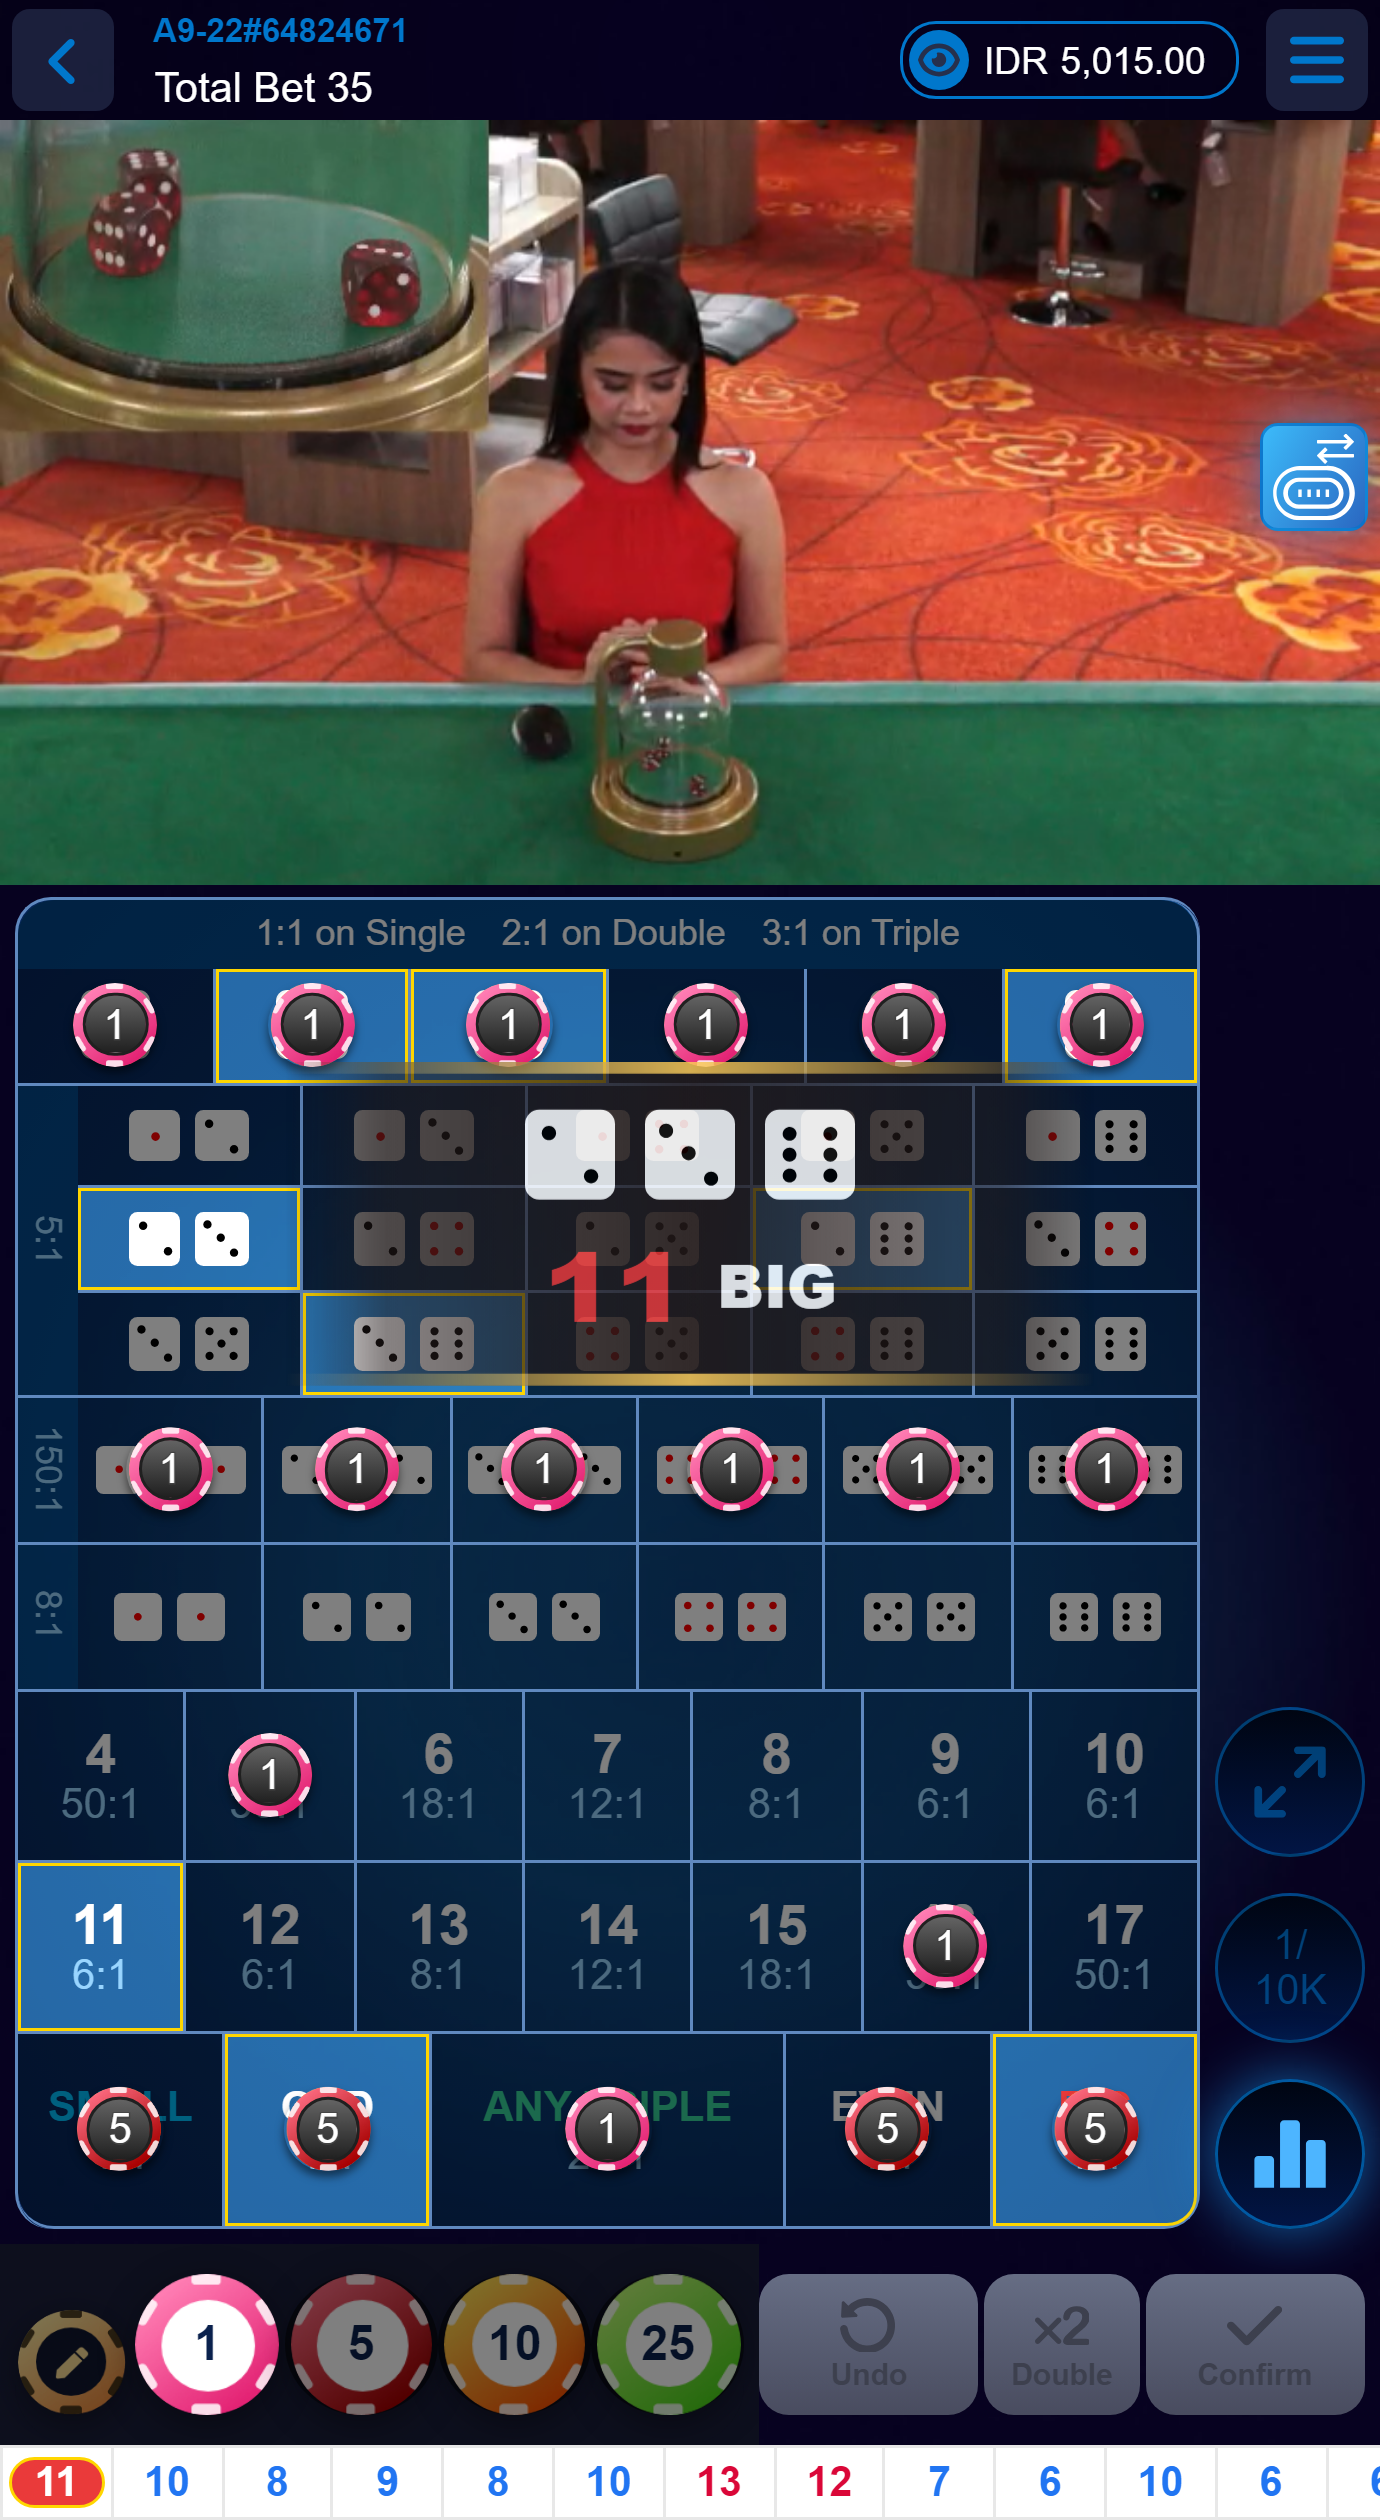 A9-22#64824671
Total Bet 35
IDR 5,015.00
1:1 on Single 2:1 on Double 3:1 on Triple
1 1 1 1 1 1
5:1
11 BIG
150:1
1 1 1 1 1 1
8:1
4 1 6 7 8 9 10
50:1 18:1 12:1 8:1 6:1 6:1
11 12 13 14 15 1 17
6:1 6:1 8:1 12:1 18:1 50:1
ANY
5 5 1 5 5
1/
10K
1 5 10 25
Undo
x2
Double
Confirm
11 10 8 9 8 10 13 12 7 6 10 6